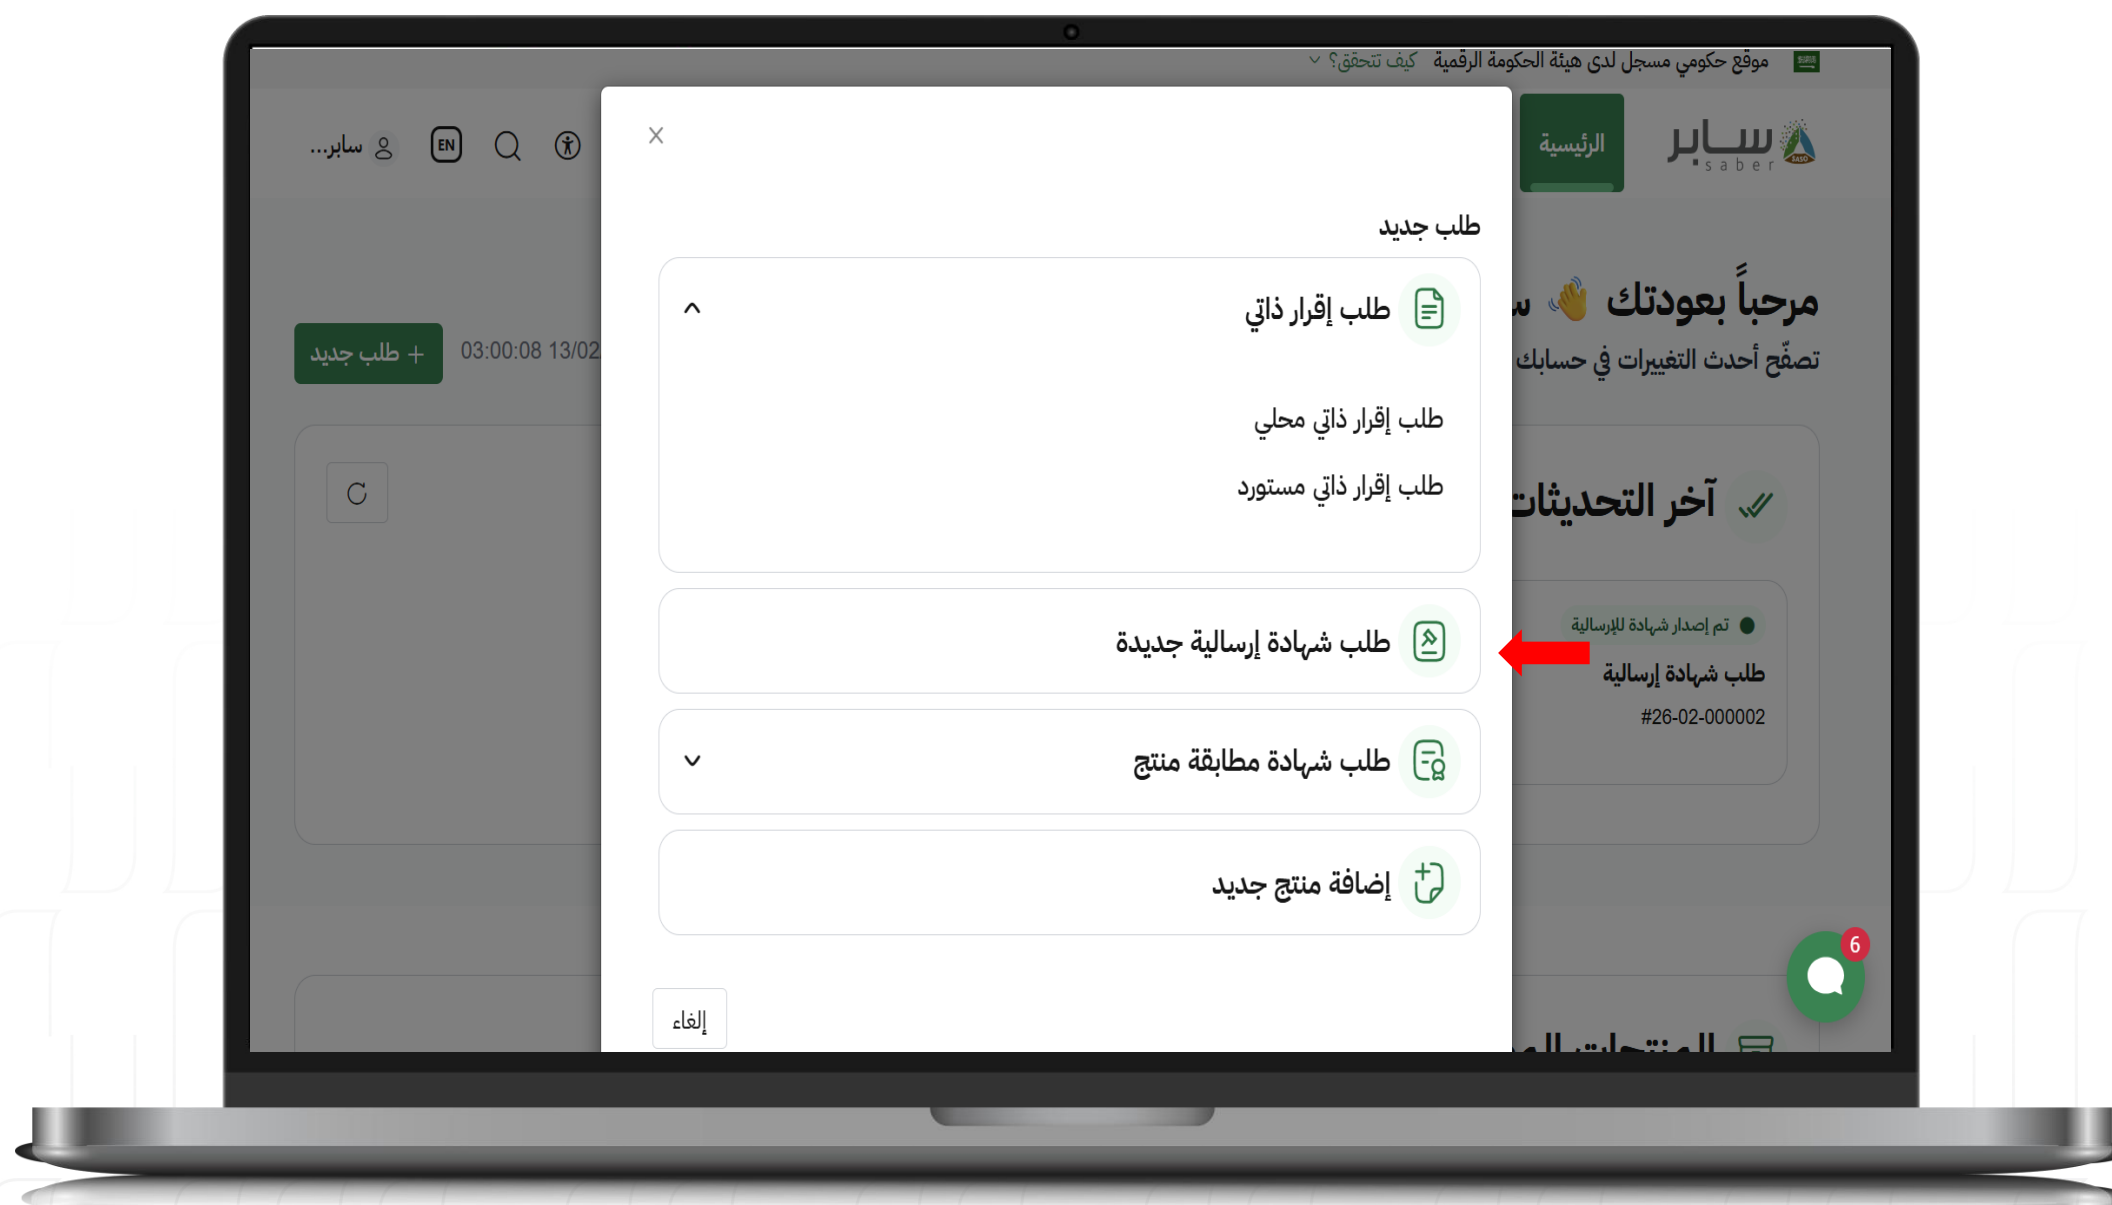 موقع حكومي مسجل لدى هيئة الحكومة الرقمية كيف تتحقق؟
سابر
saber
SASO
الرئيسية
EN
سابر...
مرحباً بعودتك 👋
تصفّح أحدث التغييرات في حسابك
03:00:08 13/02
+ طلب جديد
آخر التحديثات
تم إصدار شهادة للإرسالية
طلب شهادة إرسالية
#26-02-000002
طلب جديد
طلب إقرار ذاتي
طلب إقرار ذاتي محلي
طلب إقرار ذاتي مستورد
طلب شهادة إرسالية جديدة
طلب شهادة مطابقة منتج
إضافة منتج جديد
إلغاء
6
المنتجات